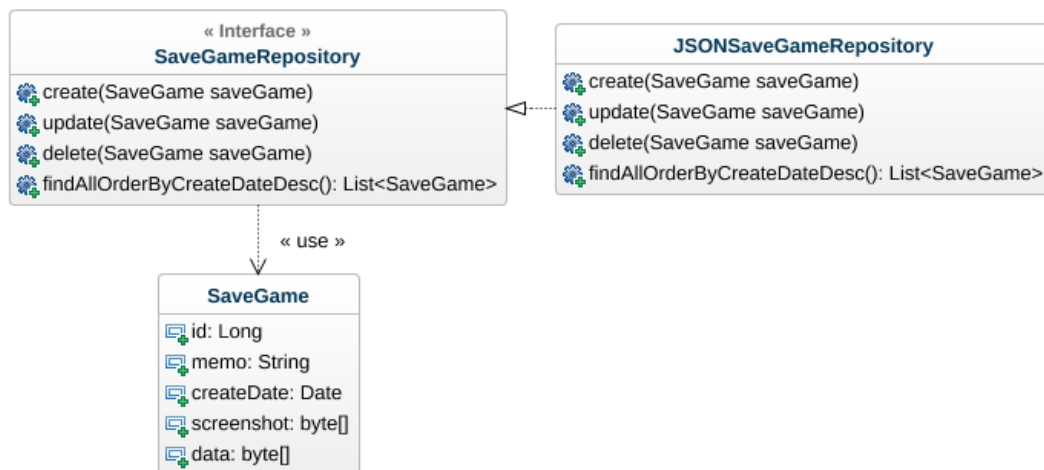 « Interface »
SaveGameRepository
create(SaveGame saveGame)
update(SaveGame saveGame)
delete(SaveGame saveGame)
findAllOrderByCreateDateDesc(): List<SaveGame>
JSONSaveGameRepository
create(SaveGame saveGame)
update(SaveGame saveGame)
delete(SaveGame saveGame)
findAllOrderByCreateDateDesc(): List<SaveGame>
« use »
SaveGame
id: Long
memo: String
createDate: Date
screenshot: byte[]
data: byte[]